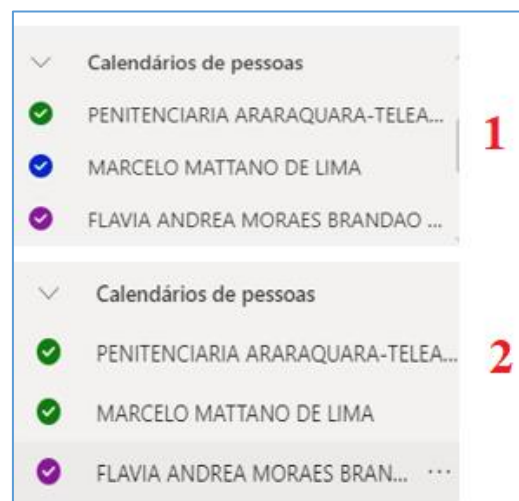 Calendários de pessoas
PENITENCIARIA ARARAQUARA-TELEA...
MARCELO MATTANO DE LIMA
FLAVIA ANDREA MORAES BRANDAO ...
1
Calendários de pessoas
PENITENCIARIA ARARAQUARA-TELEA...
MARCELO MATTANO DE LIMA
FLAVIA ANDREA MORAES BRAN... ...
2